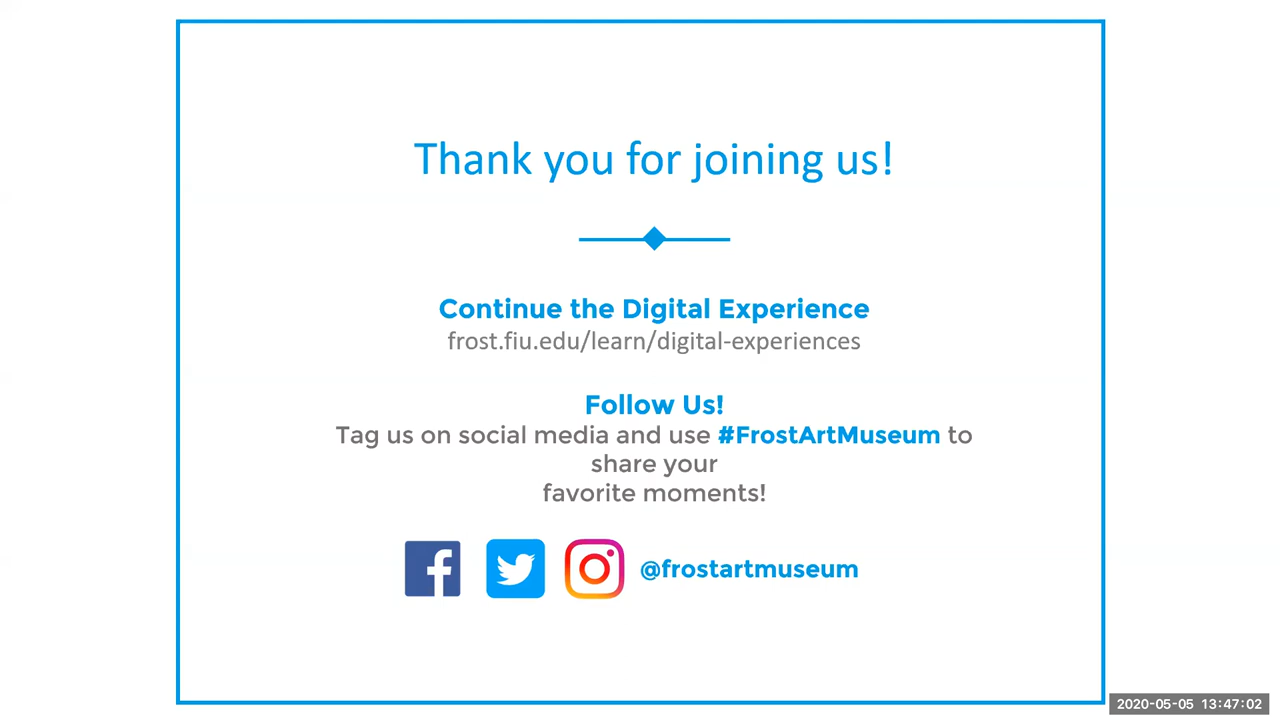 Thank you for joining us!
Continue the Digital Experience
frost.fiu.edu/learn/digital-experiences
Follow Us!
Tag us on social media and use #FrostArtMuseum to
share your
favorite moments!
@frostartmuseum
2020-05-05 13:47:02